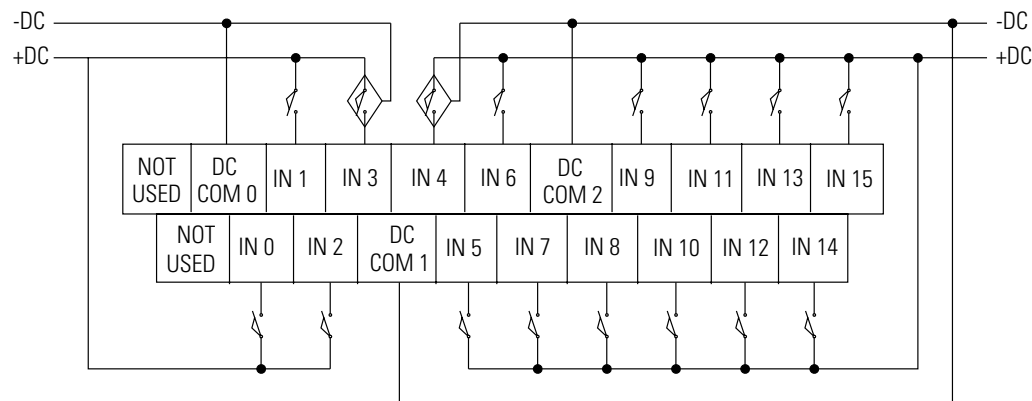 -DC
-DC
+DC
+DC
NOT
USED
DC
COM 0
IN 1
IN 3
IN 4
IN 6
DC
COM 2
IN 9
IN 11
IN 13
IN 15
NOT
USED
IN 0
IN 2
DC
COM 1
IN 5
IN 7
IN 8
IN 10
IN 12
IN 14